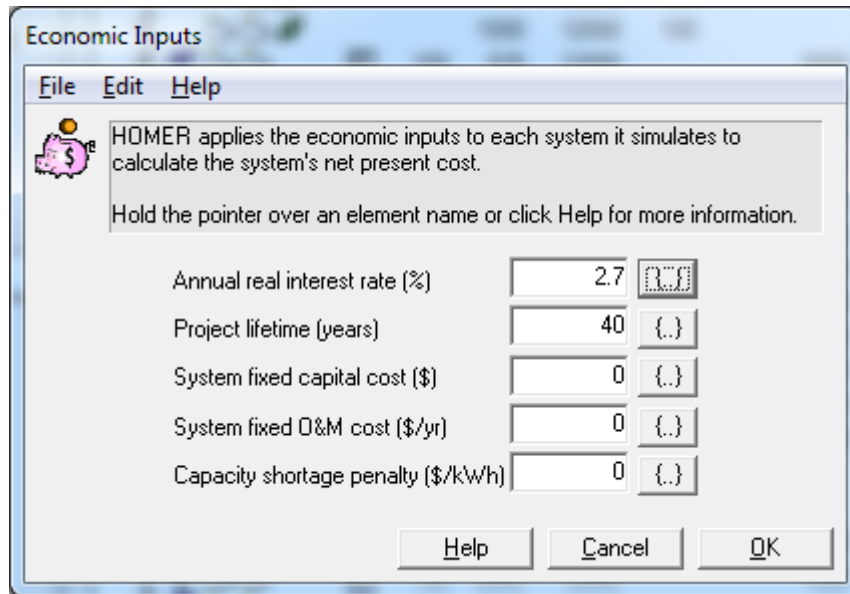 Economic Inputs
File Edit Help
HOMER applies the economic inputs to each system it simulates to
calculate the system's net present cost.
Hold the pointer over an element name or click Help for more information.
Annual real interest rate (%) 2.7 {..}
Project lifetime (years) 40 {..}
System fixed capital cost ($) 0 {..}
System fixed O&M cost ($/yr) 0 {..}
Capacity shortage penalty ($/kWh) 0 {..}
Help Cancel OK